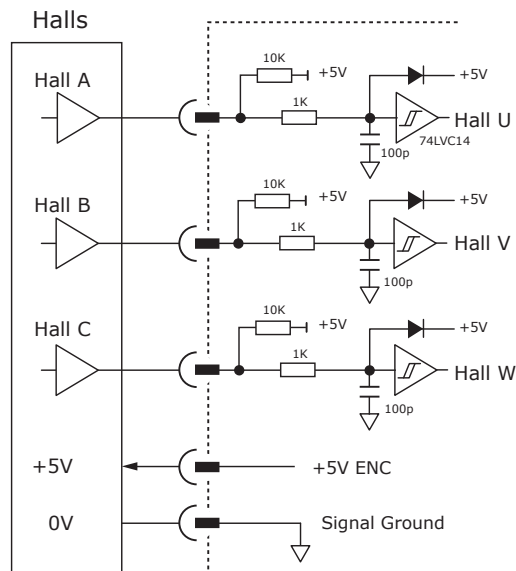 Halls
Hall A
10K
+5V
+5V
1K
Hall U
100p
74LVC14
Hall B
10K
+5V
+5V
1K
Hall V
100p
Hall C
10K
+5V
+5V
1K
Hall W
100p
+5V
+5V ENC
0V
Signal Ground